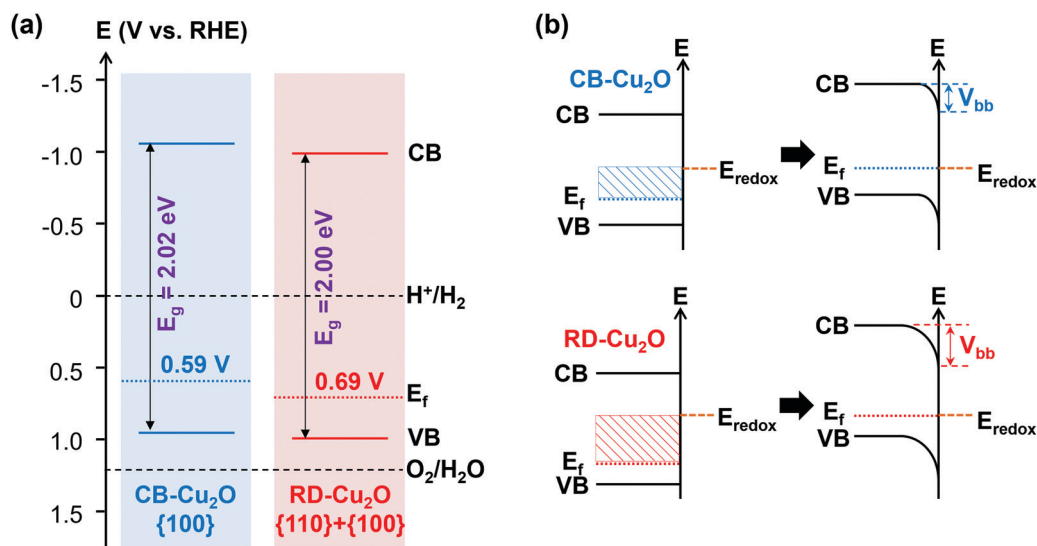 (a)
E (V vs. RHE)
-1.5
-1.0
-0.5
0
0.5
1.0
1.5
E_g = 2.02 eV
E_g = 2.00 eV
0.59 V
0.69 V
CB
H⁺/H₂
E_f
VB
O₂/H₂O
CB-Cu₂O
{100}
RD-Cu₂O
{110}+{100}
(b)
E
CB-Cu₂O
CB
E_f
VB
E_redox
E
CB
V_bb
E_f
VB
E_redox
E
RD-Cu₂O
CB
E_f
VB
E_redox
E
CB
V_bb
E_f
VB
E_redox